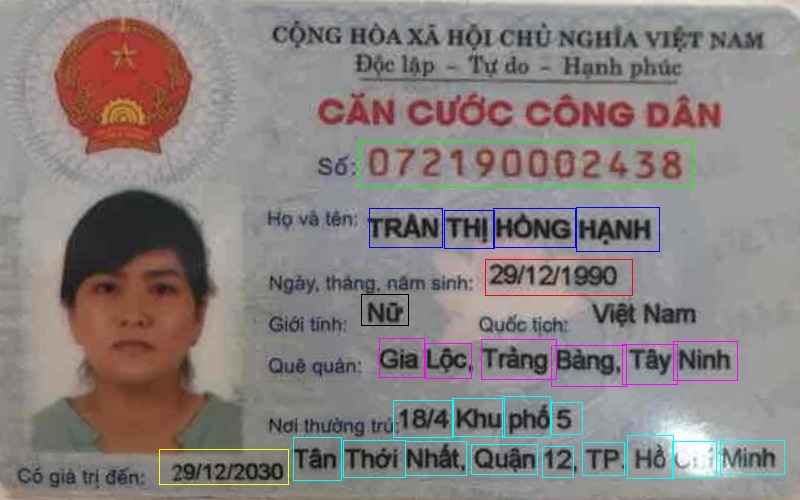 CỘNG HÒA XÃ HỘI CHỦ NGHĨA VIỆT NAM
Độc lập - Tự do - Hạnh phúc
CĂN CƯỚC CÔNG DÂN
Số: 072190002438
Họ và tên: TRẦN THỊ HỒNG HẠNH
Ngày, tháng, năm sinh: 29/12/1990
Giới tính: Nữ Quốc tịch: Việt Nam
Quê quán: Gia Lộc, Trảng Bàng, Tây Ninh
Nơi thường trú: 18/4 Khu phố 5
Tân Thới Nhất, Quận 12, TP. Hồ Minh
Có giá trị đến: 29/12/2030